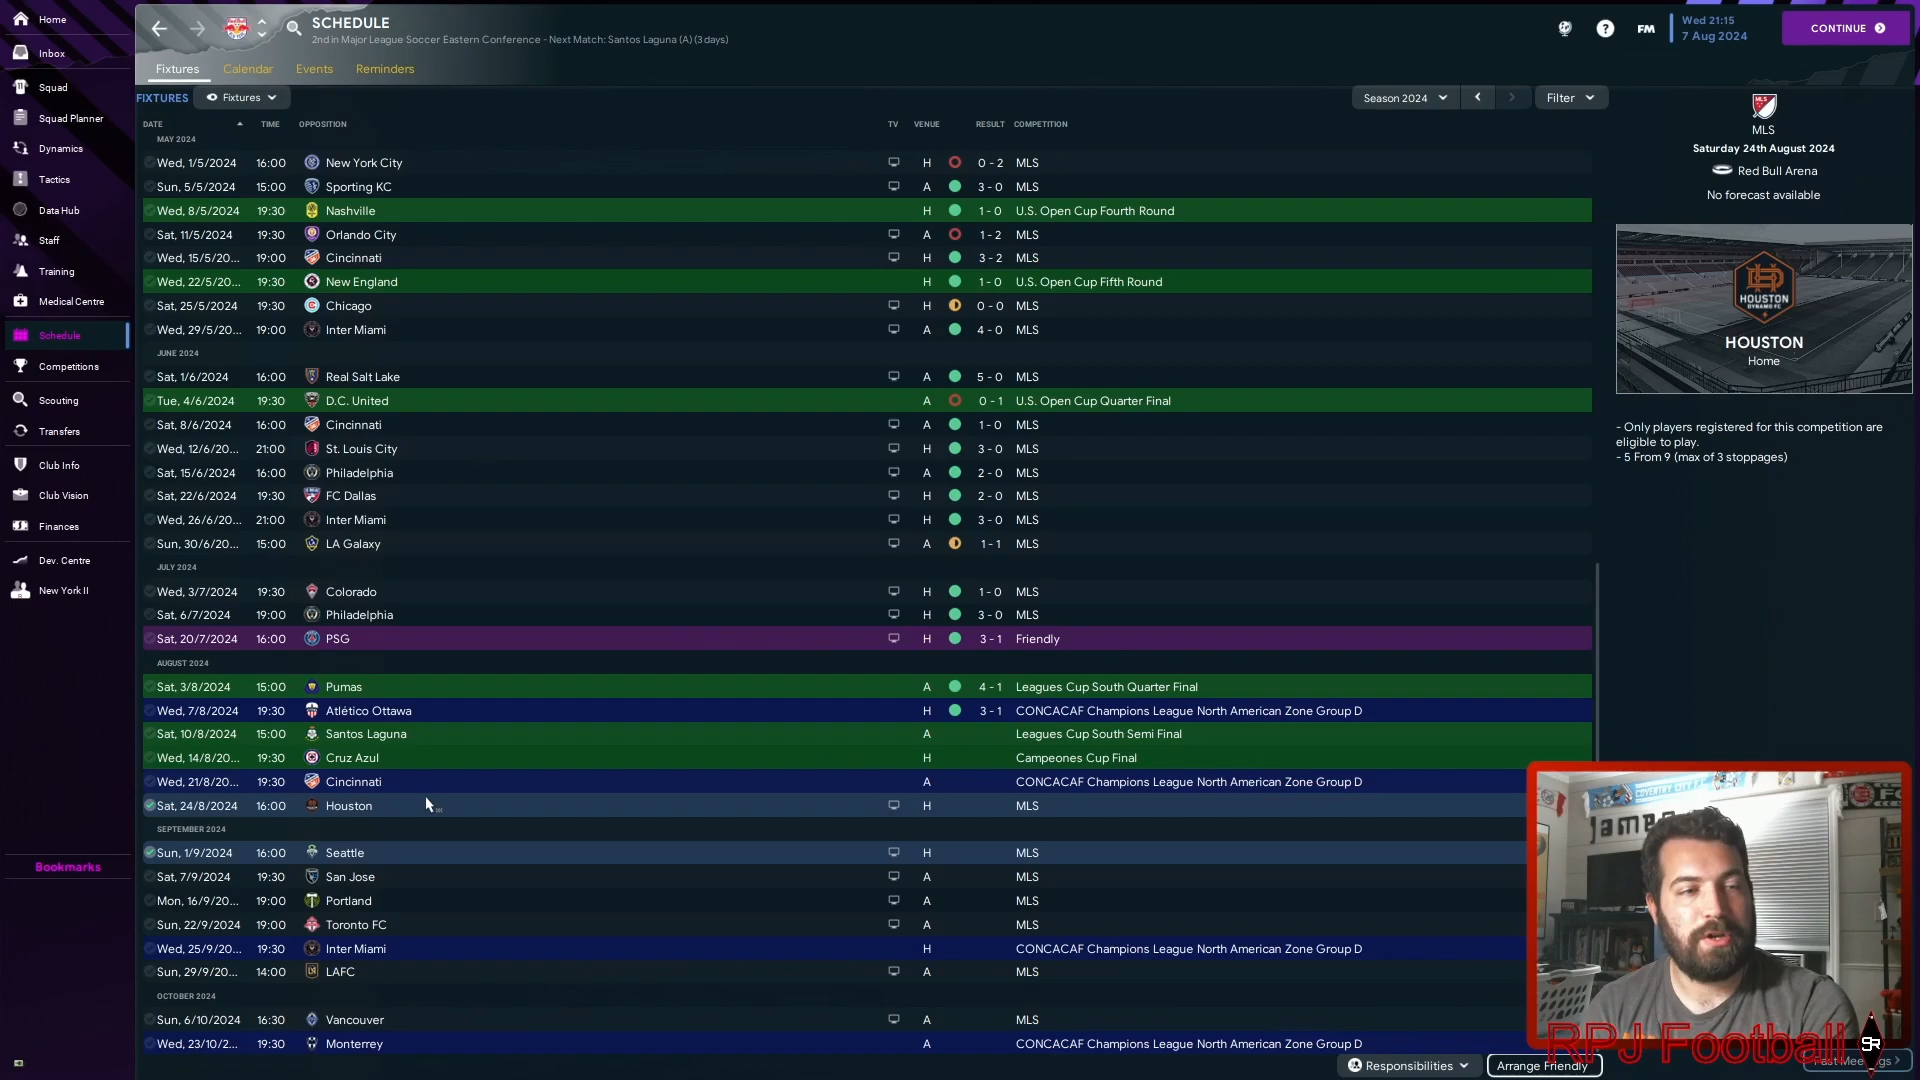 Home
Inbox
Squad
Squad Planner
Dynamics
Tactics
Data Hub
Staff
Training
Medical Centre
Schedule
Competitions
Scouting
Transfers
Club Info
Club Vision
Finances
Dev. Centre
New York II
Bookmarks
SCHEDULE
2nd in Major League Soccer Eastern Conference - Next Match: Santos Laguna (A) (3 days)
FM
Wed 21:15
7 Aug 2024
CONTINUE
Fixtures Calendar Events Reminders
FIXTURES Fixtures Season 2024 Filter
DATE TIME OPPOSITION TV VENUE RESULT COMPETITION
MAY 2024
Wed, 1/5/2024 16:00 New York City H 0 - 2 MLS
Sun, 5/5/2024 15:00 Sporting KC A 3 - 0 MLS
Wed, 8/5/2024 19:30 Nashville H 1 - 0 U.S. Open Cup Fourth Round
Sat, 11/5/2024 19:30 Orlando City A 1 - 2 MLS
Wed, 15/5/20... 19:00 Cincinnati H 3 - 2 MLS
Wed, 22/5/20... 19:30 New England H 1 - 0 U.S. Open Cup Fifth Round
Sat, 25/5/2024 19:30 Chicago H 0 - 0 MLS
Wed, 29/5/20... 19:00 Inter Miami A 4 - 0 MLS
JUNE 2024
Sat, 1/6/2024 16:00 Real Salt Lake A 5 - 0 MLS
Tue, 4/6/2024 19:30 D.C. United A 0 - 1 U.S. Open Cup Quarter Final
Sat, 8/6/2024 16:00 Cincinnati A 1 - 0 MLS
Wed, 12/6/20... 21:00 St. Louis City H 3 - 0 MLS
Sat, 15/6/2024 16:00 Philadelphia A 2 - 0 MLS
Sat, 22/6/2024 19:30 FC Dallas H 2 - 0 MLS
Wed, 26/6/20... 21:00 Inter Miami H 3 - 0 MLS
Sun, 30/6/20... 15:00 LA Galaxy A 1 - 1 MLS
JULY 2024
Wed, 3/7/2024 19:30 Colorado H 1 - 0 MLS
Sat, 6/7/2024 19:00 Philadelphia H 3 - 0 MLS
Sat, 20/7/2024 16:00 PSG H 3 - 1 Friendly
AUGUST 2024
Sat, 3/8/2024 15:00 Pumas A 4 - 1 Leagues Cup South Quarter Final
Wed, 7/8/2024 19:30 Atlético Ottawa H 3 - 1 CONCACAF Champions League North American Zone Group D
Sat, 10/8/2024 15:00 Santos Laguna A Leagues Cup South Semi Final
Wed, 14/8/20... 19:30 Cruz Azul H Campeones Cup Final
Wed, 21/8/20... 19:30 Cincinnati A CONCACAF Champions League North American Zone Group D
Sat, 24/8/2024 16:00 Houston H MLS
SEPTEMBER 2024
Sun, 1/9/2024 16:00 Seattle H MLS
Sat, 7/9/2024 19:30 San Jose A MLS
Mon, 16/9/20... 19:00 Portland A MLS
Sun, 22/9/2024 19:00 Toronto FC A MLS
Wed, 25/9/20... 19:30 Inter Miami H CONCACAF Champions League North American Zone Group D
Sun, 29/9/20... 14:00 LAFC A MLS
OCTOBER 2024
Sun, 6/10/2024 16:30 Vancouver A MLS
Wed, 23/10/2... 19:30 Monterrey A CONCACAF Champions League North American Zone Group D
Responsibilities Arrange Friendly
MLS
Saturday 24th August 2024
Red Bull Arena
No forecast available
HOUSTON
DYNAMO FC
HOUSTON
Home
- Only players registered for this competition are
eligible to play.
- 5 From 9 (max of 3 stoppages)
COVENTRY CITY
James
FC
RPJ Football
SR